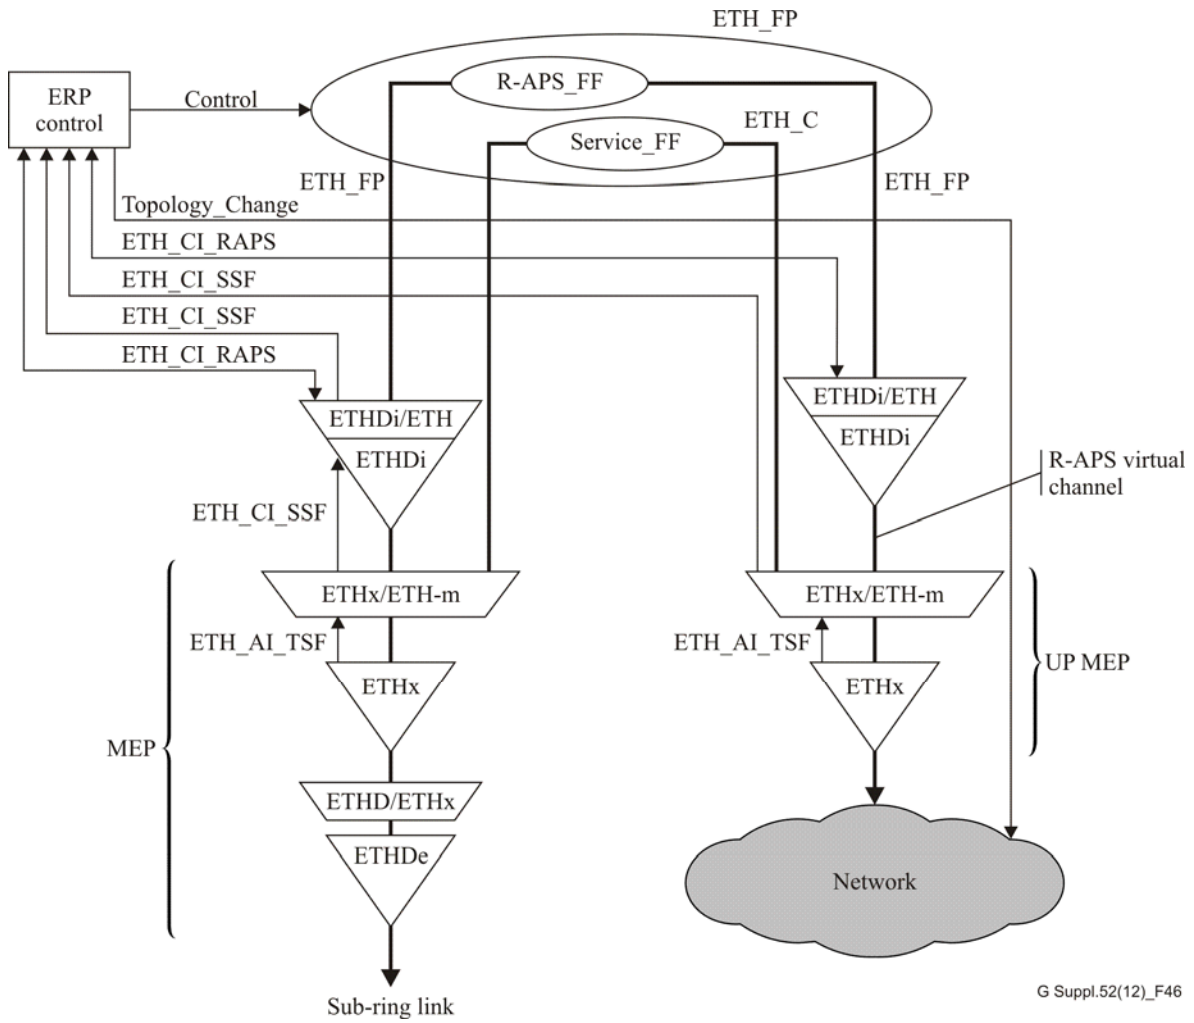 ETH_FP
ERP
control
Control
R-APS_FF
ETH_C
Service_FF
ETH_FP
ETH_FP
Topology_Change
ETH_CI_RAPS
ETH_CI_SSF
ETH_CI_SSF
ETH_CI_RAPS
ETHDi/ETH
ETHDi
ETHDi/ETH
ETHDi
R-APS virtual
channel
ETH_CI_SSF
ETHx/ETH-m
ETHx/ETH-m
ETH_AI_TSF
ETH_AI_TSF
UP MEP
ETHx
ETHx
MEP
ETHD/ETHx
ETHDe
Network
Sub-ring link
G Suppl.52(12)_F46